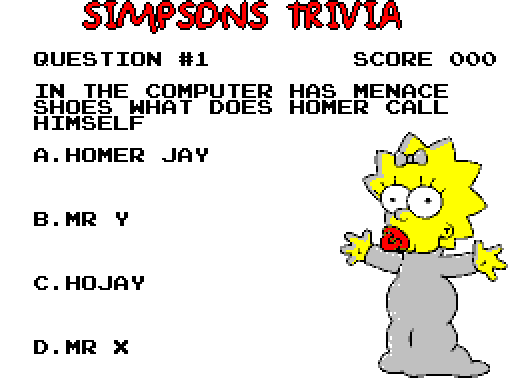 SIMPSONS TRIVIA
QUESTION #1 SCORE 000
IN THE COMPUTER HAS MENACE
SHOES WHAT DOES HOMER CALL
HIMSELF
A.HOMER JAY
B.MR Y
C.HOJAY
D.MR X